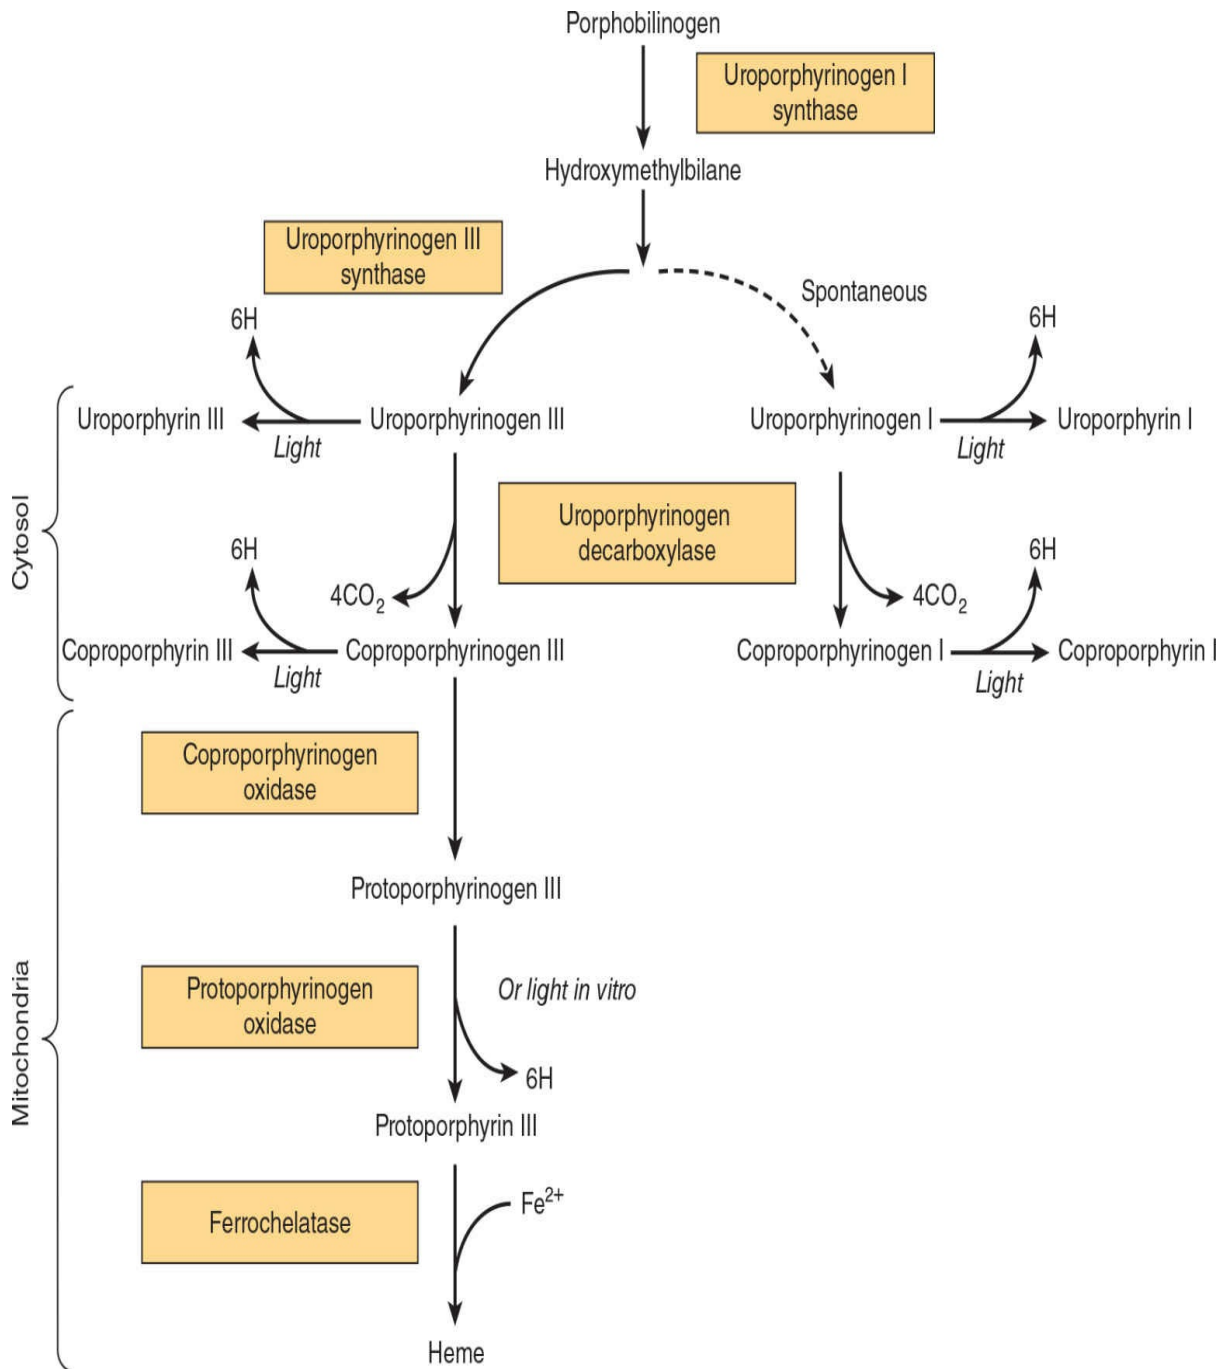 Porphobilinogen
Uroporphyrinogen I
synthase
Hydroxymethylbilane
Uroporphyrinogen III
synthase
Spontaneous
6H
6H
Uroporphyrin III
Light
Uroporphyrinogen III
Uroporphyrinogen I
Light
Uroporphyrin I
Cytosol
Uroporphyrinogen
decarboxylase
6H
4CO₂
4CO₂
6H
Coproporphyrin III
Light
Coproporphyrinogen III
Coproporphyrinogen I
Light
Coproporphyrin I
Mitochondria
Coproporphyrinogen
oxidase
Protoporphyrinogen III
Protoporphyrinogen
oxidase
Or light in vitro
6H
Protoporphyrin III
Ferrochelatase
Fe²⁺
Heme